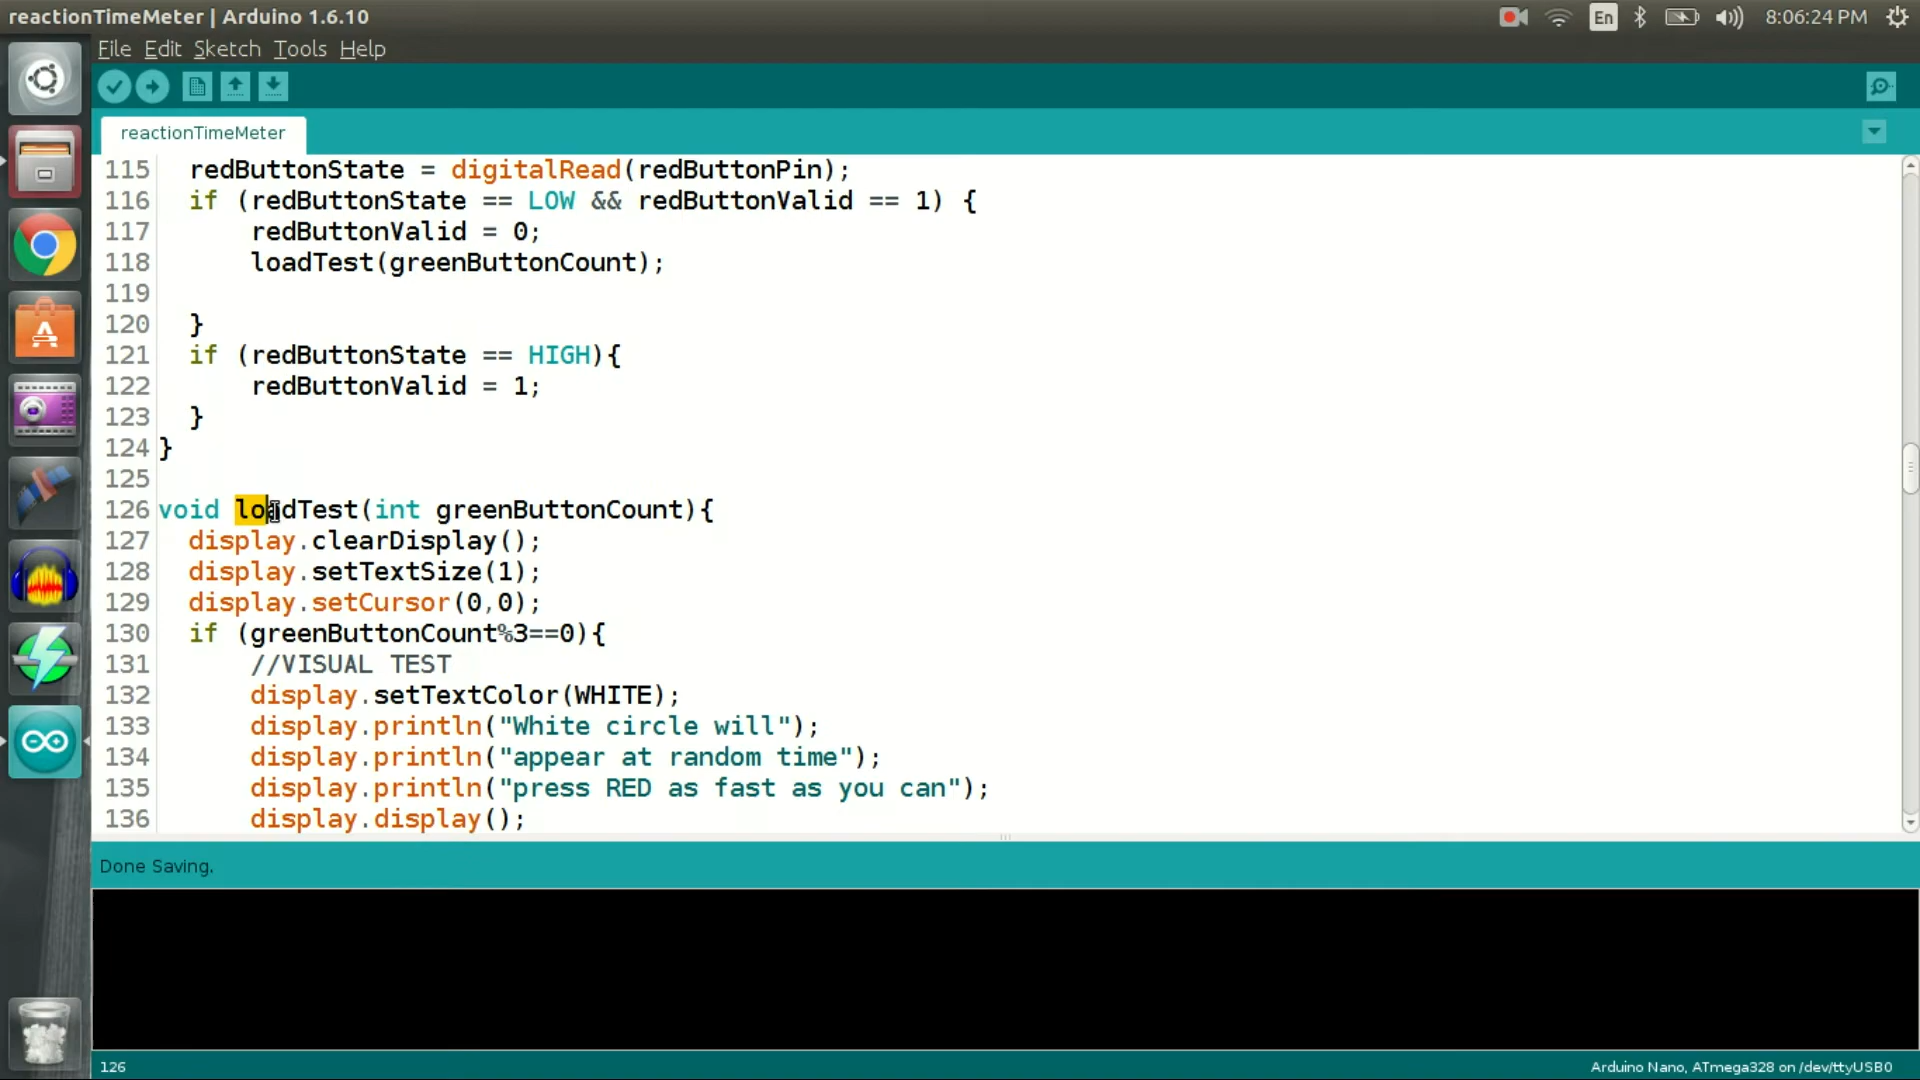 reactionTimeMeter | Arduino 1.6.10
En
8:06:24 PM
File Edit Sketch Tools Help
reactionTimeMeter
115 redButtonState = digitalRead(redButtonPin);
116 if (redButtonState == LOW && redButtonValid == 1) {
117 redButtonValid = 0;
118 loadTest(greenButtonCount);
119
120 }
121 if (redButtonState == HIGH){
122 redButtonValid = 1;
123 }
124 }
125
126 void loadTest(int greenButtonCount){
127 display.clearDisplay();
128 display.setTextSize(1);
129 display.setCursor(0,0);
130 if (greenButtonCount%3==0){
131 //VISUAL TEST
132 display.setTextColor(WHITE);
133 display.println("White circle will");
134 display.println("appear at random time");
135 display.println("press RED as fast as you can");
136 display.display();
Done Saving.
126
Arduino Nano, ATmega328 on /dev/ttyUSB0